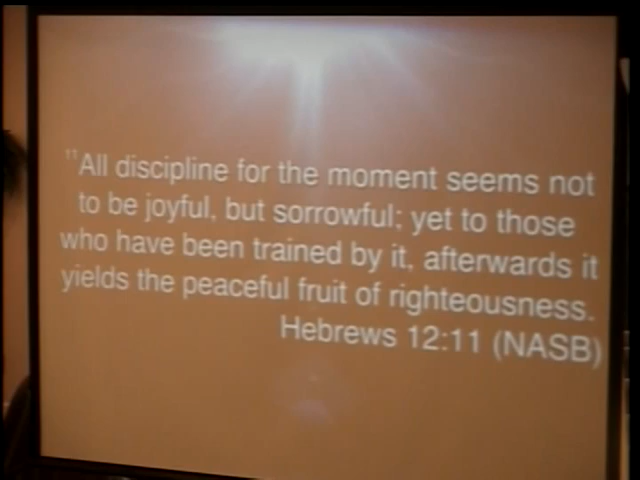 "All discipline for the moment seems not
to be joyful, but sorrowful; yet to those
who have been trained by it, afterwards it
yields the peaceful fruit of righteousness.
Hebrews 12:11 (NASB)